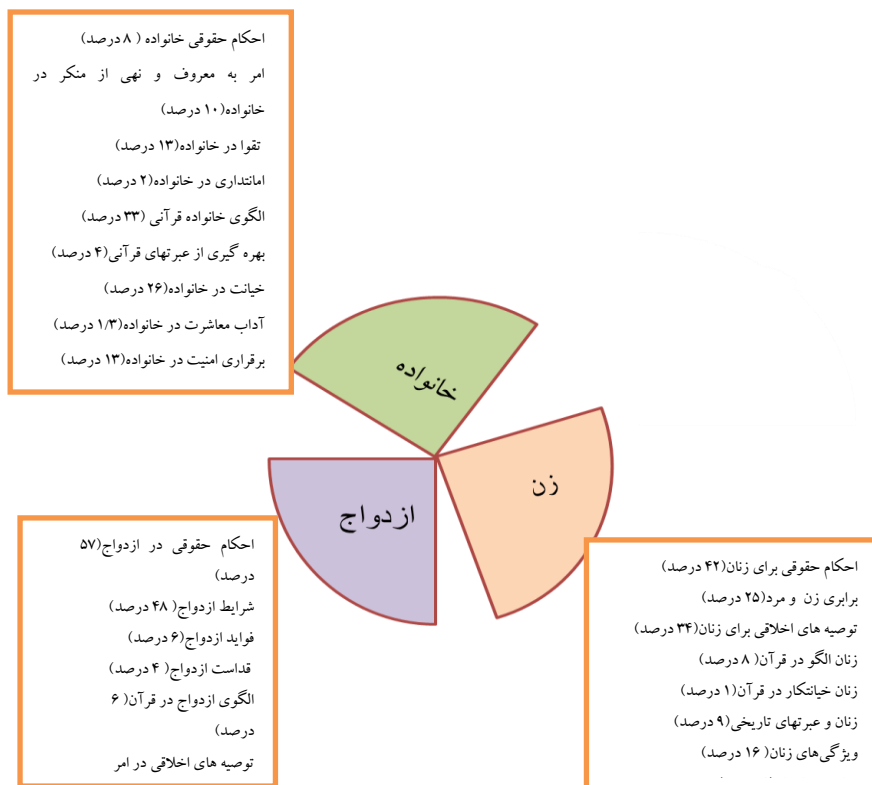 احکام حقوقی خانواده ( ۸ درصد)
امر به معروف و نهی از منکر در
خانواده(۱۰ درصد)
تقوا در خانواده(۱۳ درصد)
امانتداری در خانواده(۲ درصد)
الگوی خانواده قرآنی (۳۳ درصد)
بهره گیری از عبرتهای قرآنی(۴ درصد)
خیانت در خانواده(۲۶ درصد)
آداب معاشرت در خانواده(۱/۳ درصد)
برقراری امنیت در خانواده(۱۳ درصد)
خانواده
زن
ازدواج
احکام حقوقی در ازدواج(۵۷
درصد)
شرایط ازدواج( ۴۸ درصد)
فواید ازدواج(۶ درصد)
قداست ازدواج( ۴ درصد)
الگوی ازدواج در قرآن( ۶
درصد)
توصیه های اخلاقی در امر
احکام حقوقی برای زنان(۴۲ درصد)
برابری زن و مرد(۲۵ درصد)
توصیه های اخلاقی برای زنان(۳۴ درصد)
زنان الگو در قرآن( ۸ درصد)
زنان خیانتکار در قرآن(۱ درصد)
زنان و عبرتهای تاریخی(۹ درصد)
ویژگی‌های زنان( ۱۶ درصد)